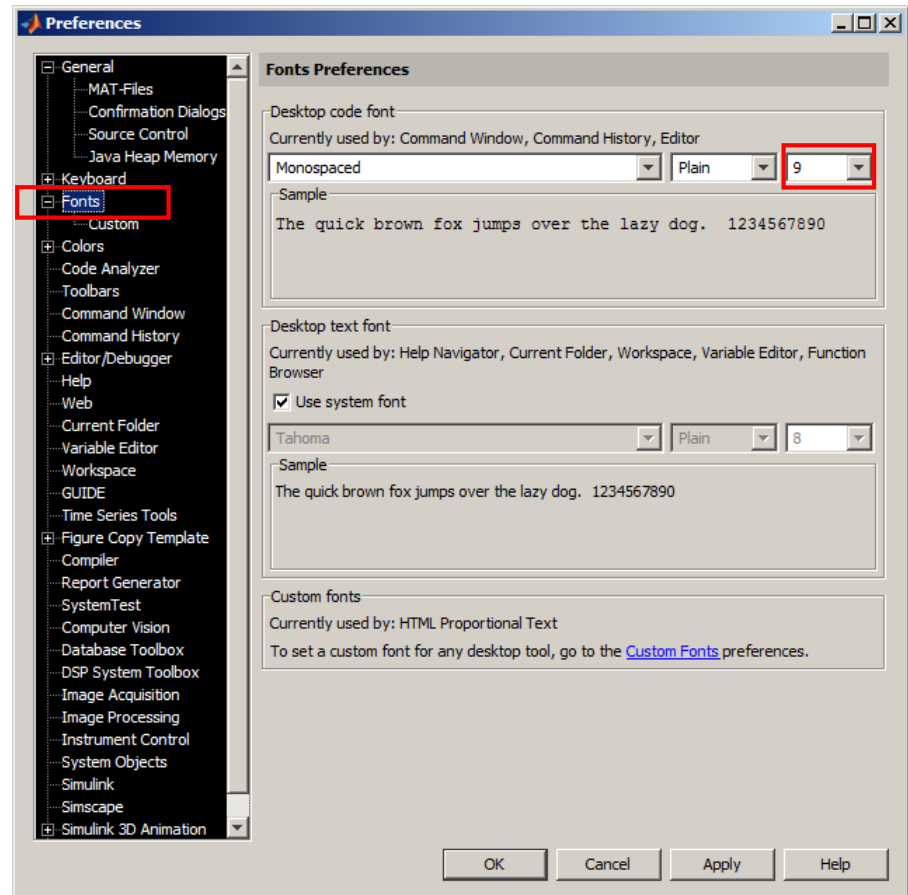 Preferences
General
MAT-Files
Confirmation Dialogs
Source Control
Java Heap Memory
Keyboard
Fonts
Custom
Colors
Code Analyzer
Toolbars
Command Window
Command History
Editor/Debugger
Help
Web
Current Folder
Variable Editor
Workspace
GUIDE
Time Series Tools
Figure Copy Template
Compiler
Report Generator
SystemTest
Computer Vision
Database Toolbox
DSP System Toolbox
Image Acquisition
Image Processing
Instrument Control
System Objects
Simulink
Simscape
Simulink 3D Animation
Fonts Preferences
Desktop code font
Currently used by: Command Window, Command History, Editor
Monospaced Plain 9
Sample
The quick brown fox jumps over the lazy dog. 1234567890
Desktop text font
Currently used by: Help Navigator, Current Folder, Workspace, Variable Editor, Function
Browser
Use system font
Tahoma Plain 8
Sample
The quick brown fox jumps over the lazy dog. 1234567890
Custom fonts
Currently used by: HTML Proportional Text
To set a custom font for any desktop tool, go to the Custom Fonts preferences.
OK Cancel Apply Help